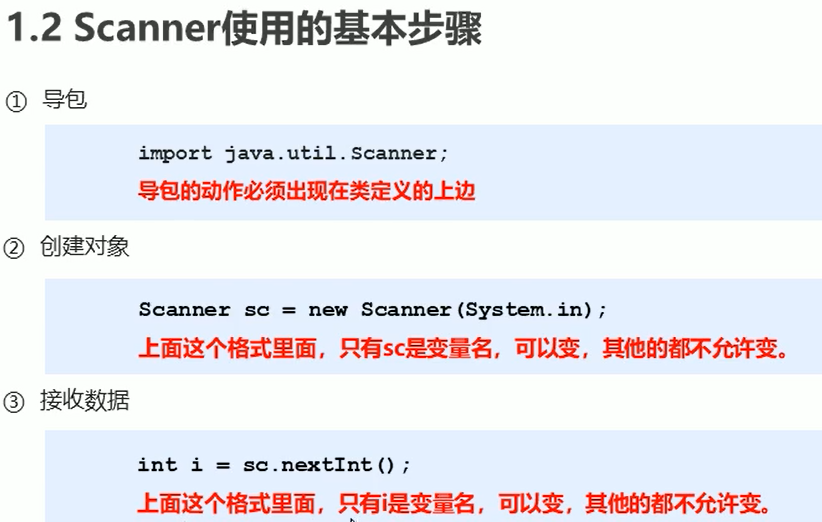 1.2 Scanner使用的基本步骤
① 导包
import java.util.Scanner;
导包的动作必须出现在类定义的上边
② 创建对象
Scanner sc = new Scanner(System.in);
上面这个格式里面，只有sc是变量名，可以变，其他的都不允许变。
③ 接收数据
int i = sc.nextInt();
上面这个格式里面，只有i是变量名，可以变，其他的都不允许变。